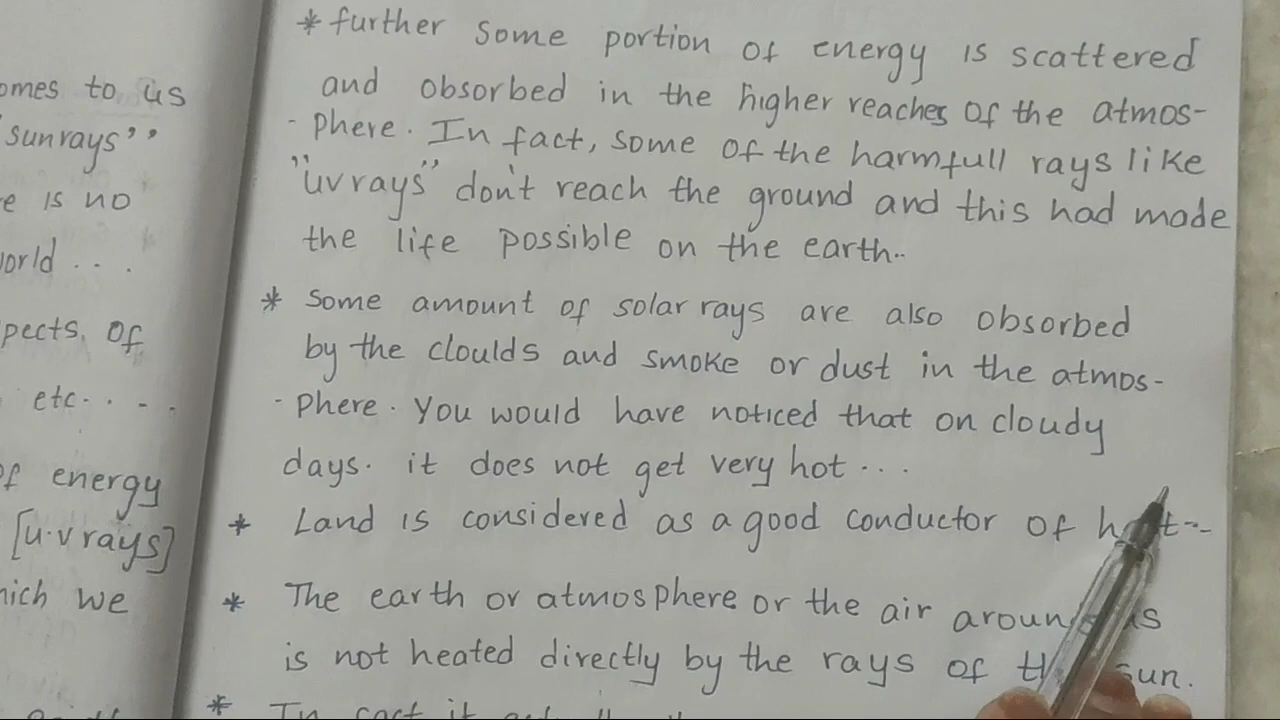 omes to us
"sunrays"
e is no
orld ...
pects, of
etc. . - .
of energy
[u.v rays]
hich we
* further some portion of energy is scattered
and obsorbed in the higher reaches of the atmos-
- phere. In fact, some of the harmfull rays like
"uv rays" don't reach the ground and this had made
the life possible on the earth..
* some amount of solar rays are also obsorbed
by the cloulds and smoke or dust in the atmos-
- phere. You would have noticed that on cloudy
days. it does not get very hot ...
* Land is considered as a good conductor of
* The earth or atmosphere or the air
is not heated directly by the rays of sun.
*